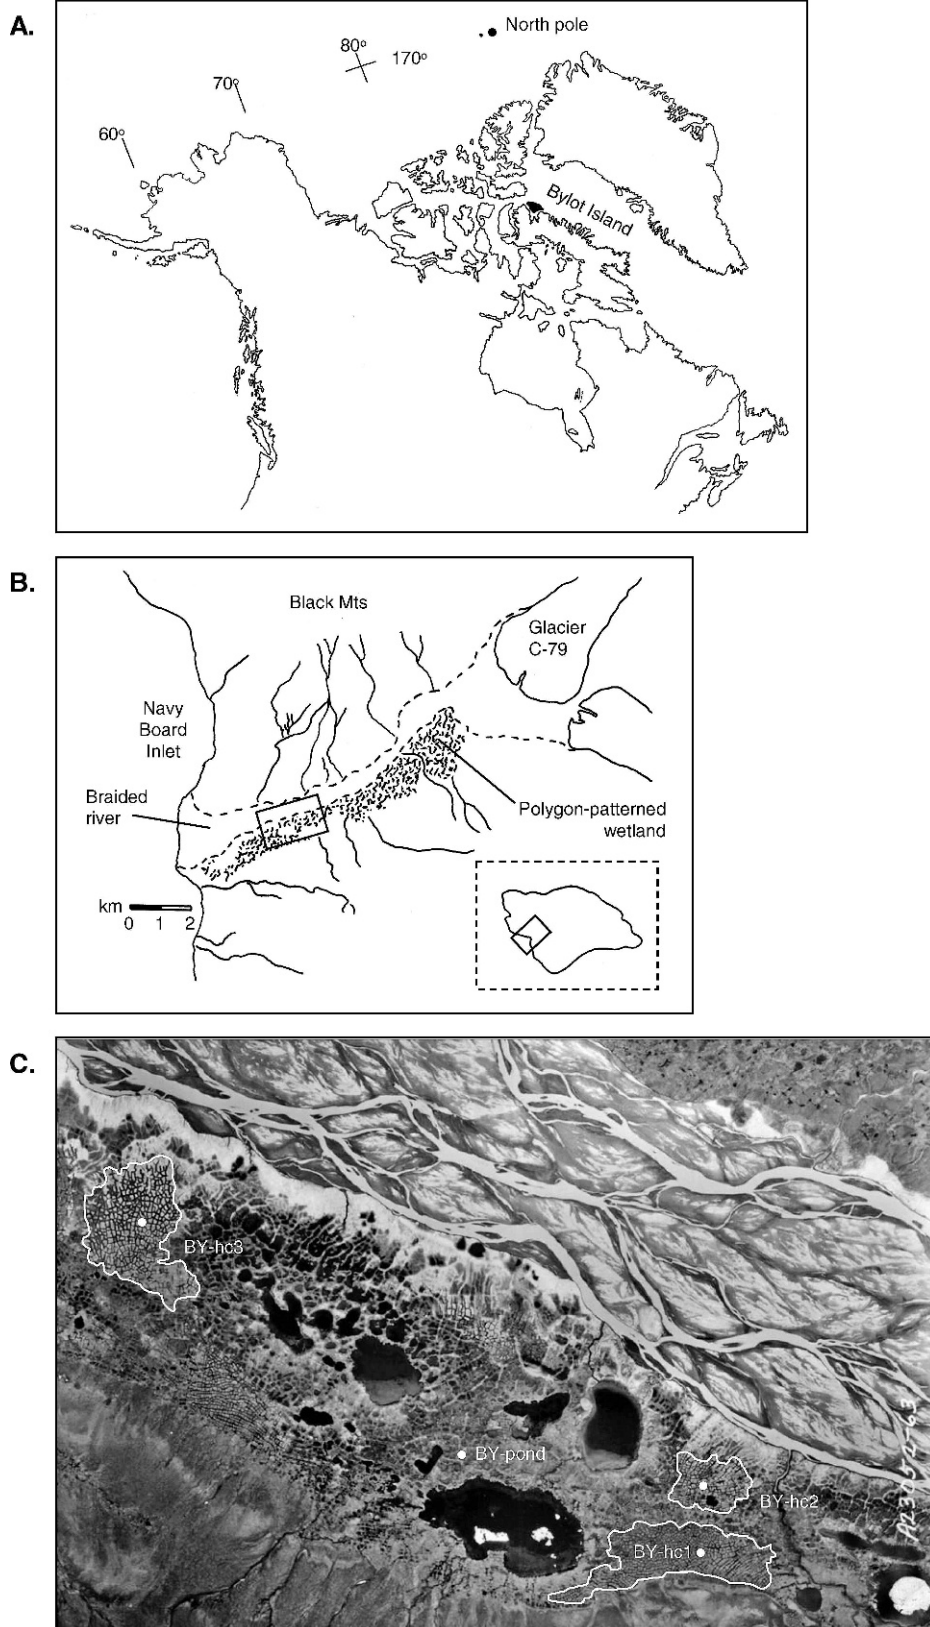 A.
North pole
80°
170°
70°
60°
Bylot Island
B.
Black Mts
Glacier
C-79
Navy
Board
Inlet
Braided
river
Polygon-patterned
wetland
km
0 1 2
C.
BY-hc3
BY-pond
BY-hc2
BY-hc1